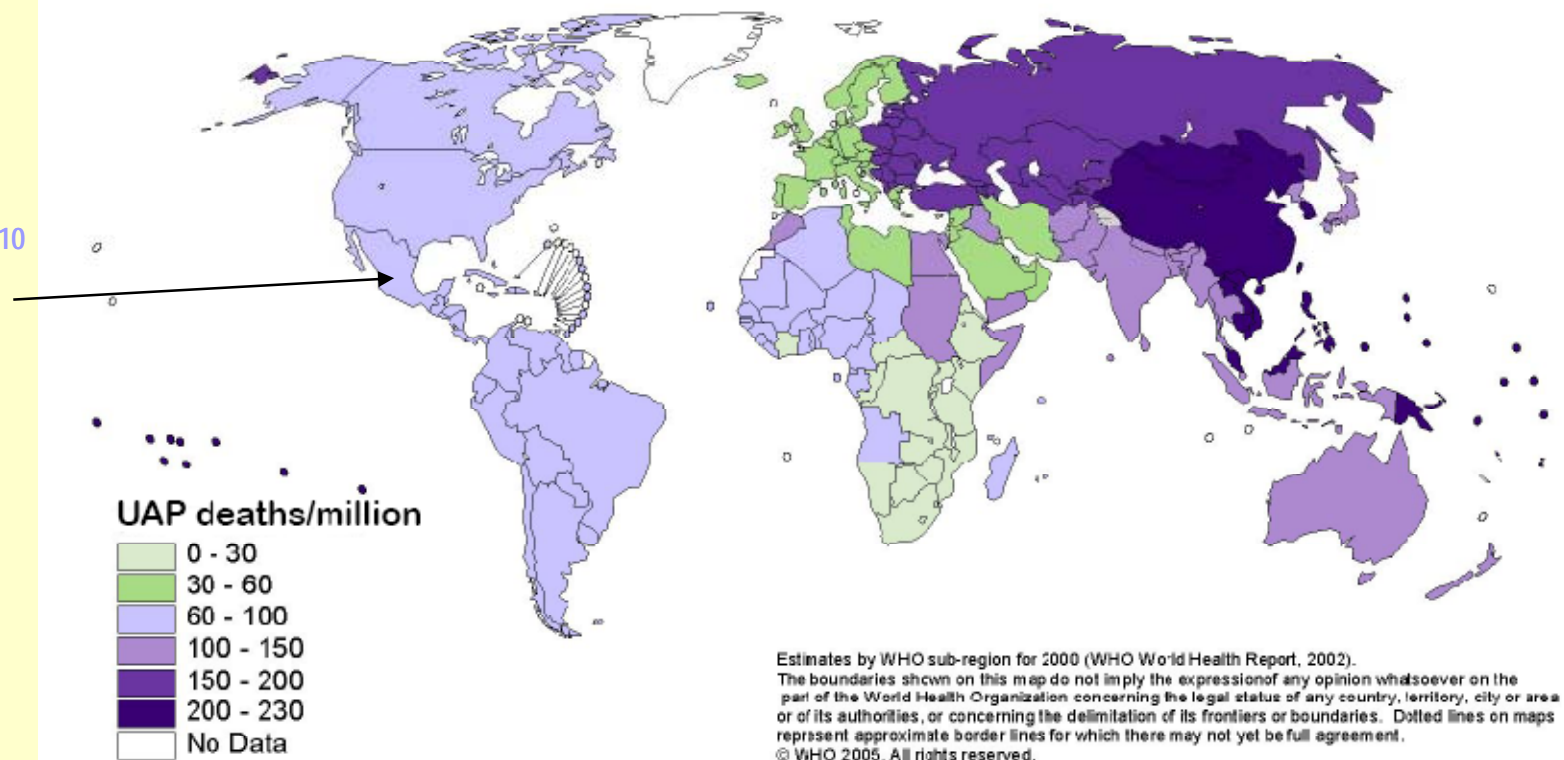 10
UAP deaths/million
0 - 30
30 - 60
60 - 100
100 - 150
150 - 200
200 - 230
No Data
Estimates by WHO sub-region for 2000 (WHO World Health Report, 2002).
The boundaries shown on this map do not imply the expressionof any opinion whatsoever on the
part of the World Health Organization concerning the legal status of any country, territory, city or area
or of its authorities, or concerning the delimitation of its frontiers or boundaries. Dotted lines on maps
represent approximate border lines for which there may not yet be full agreement.
© WHO 2005. All rights reserved.